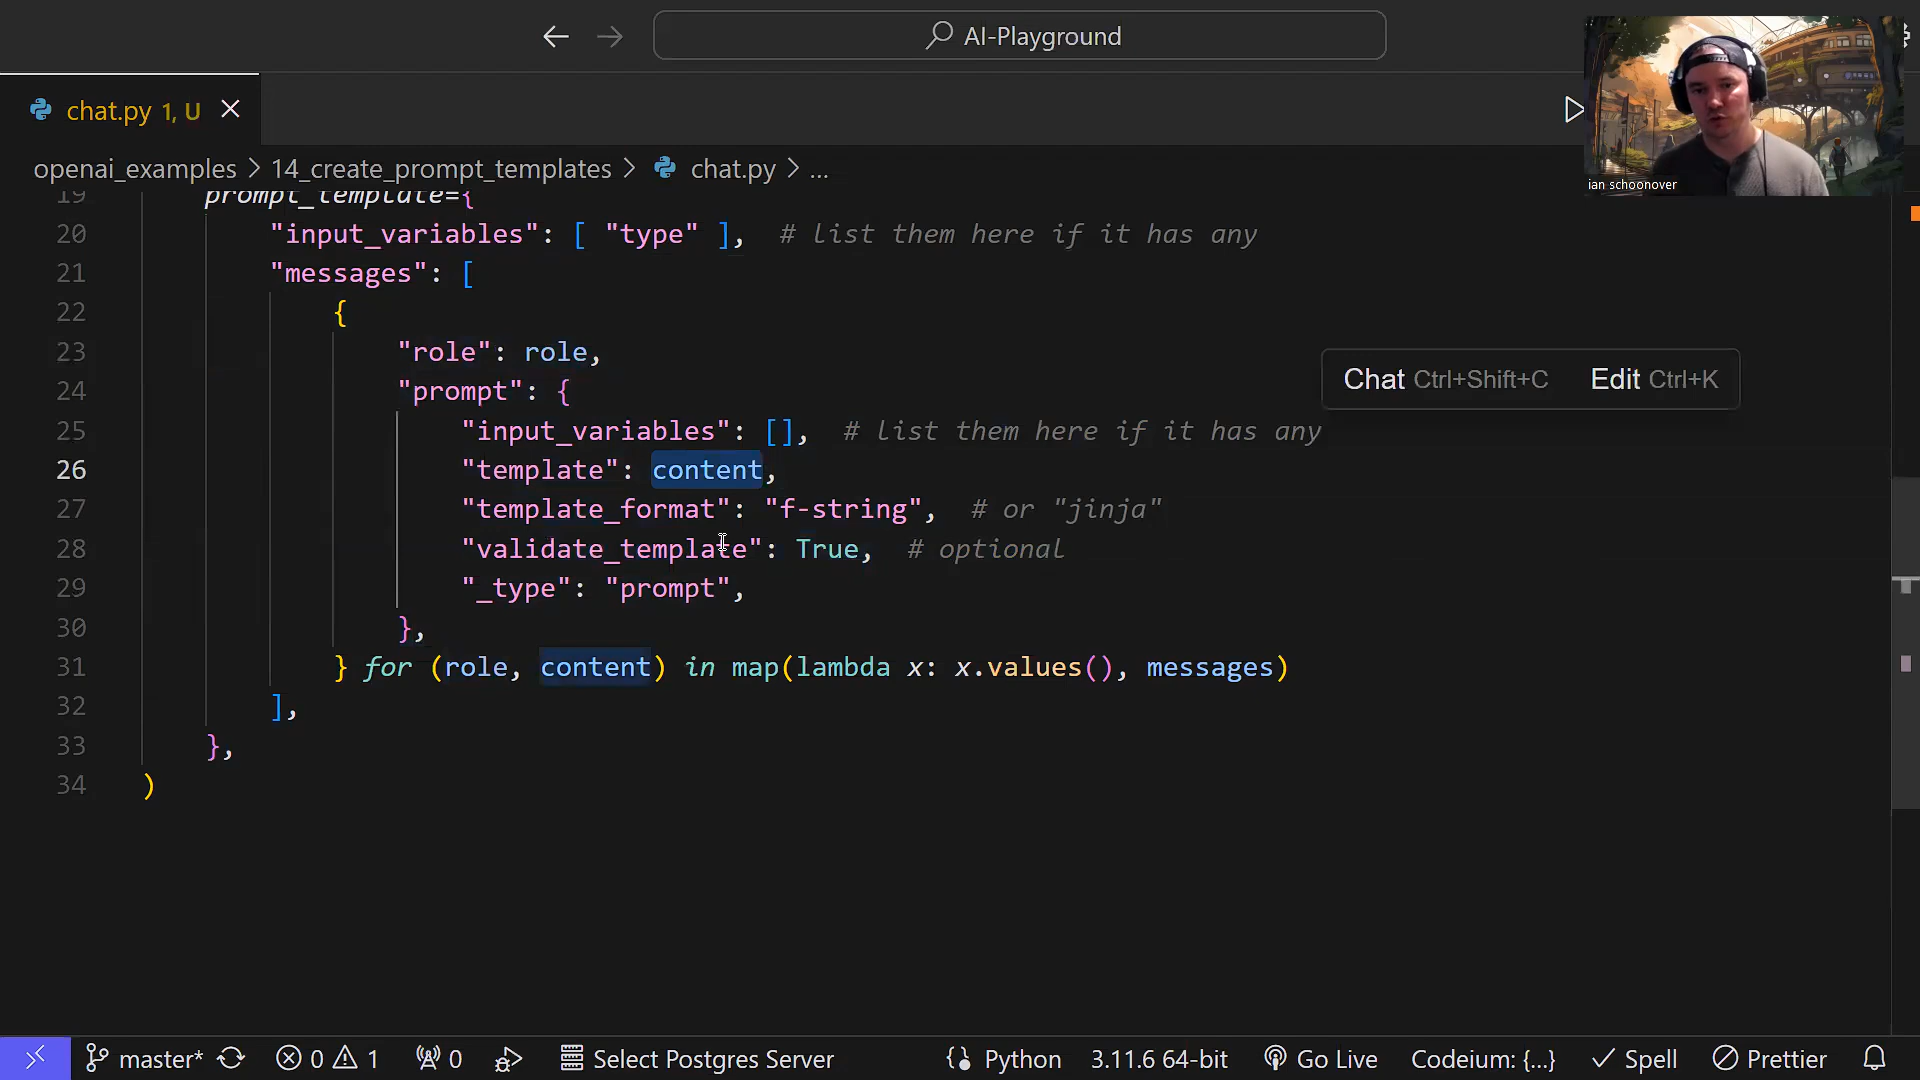 AI-Playground
ian schoonover
chat.py 1, U
openai_examples > 14_create_prompt_templates > chat.py > ...
19 prompt_template={
20 "input_variables": [ "type" ], # list them here if it has any
21 "messages": [
22 {
23 "role": role,
24 "prompt": {
Chat Ctrl+Shift+C Edit Ctrl+K
25 "input_variables": [], # list them here if it has any
26 "template": content,
27 "template_format": "f-string", # or "jinja"
28 "validate_template": True, # optional
29 "_type": "prompt",
30 },
31 } for (role, content) in map(lambda x: x.values(), messages)
32 ],
33 },
34 )
master* 0 1 0 Select Postgres Server Python 3.11.6 64-bit Go Live Codeium: {...} Spell Prettier